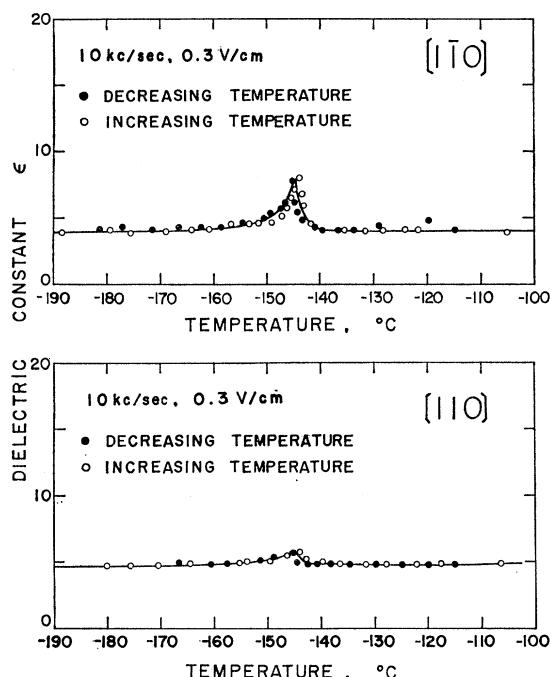 20
10 kc/sec, 0.3 V/cm
[11̄0]
● DECREASING TEMPERATURE
○ INCREASING TEMPERATURE
10
0
-190 -180 -170 -160 -150 -140 -130 -120 -110 -100
TEMPERATURE, °C
DIELECTRIC CONSTANT ϵ
20
10 kc/sec, 0.3 V/cm
[110]
● DECREASING TEMPERATURE
○ INCREASING TEMPERATURE
10
0
-190 -180 -170 -160 -150 -140 -130 -120 -110 -100
TEMPERATURE, °C